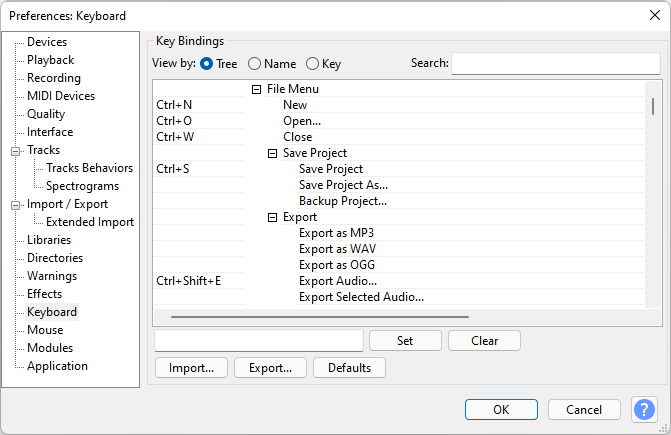 Preferences: Keyboard
Devices
Playback
Recording
MIDI Devices
Quality
Interface
Tracks
Tracks Behaviors
Spectrograms
Import / Export
Extended Import
Libraries
Directories
Warnings
Effects
Keyboard
Mouse
Modules
Application
Key Bindings
View by: Tree Name Key Search:
File Menu
Ctrl+N New
Ctrl+O Open...
Ctrl+W Close
Save Project
Ctrl+S Save Project
Save Project As...
Backup Project...
Export
Export as MP3
Export as WAV
Export as OGG
Ctrl+Shift+E Export Audio...
Export Selected Audio...
Set Clear
Import... Export... Defaults
OK Cancel ?